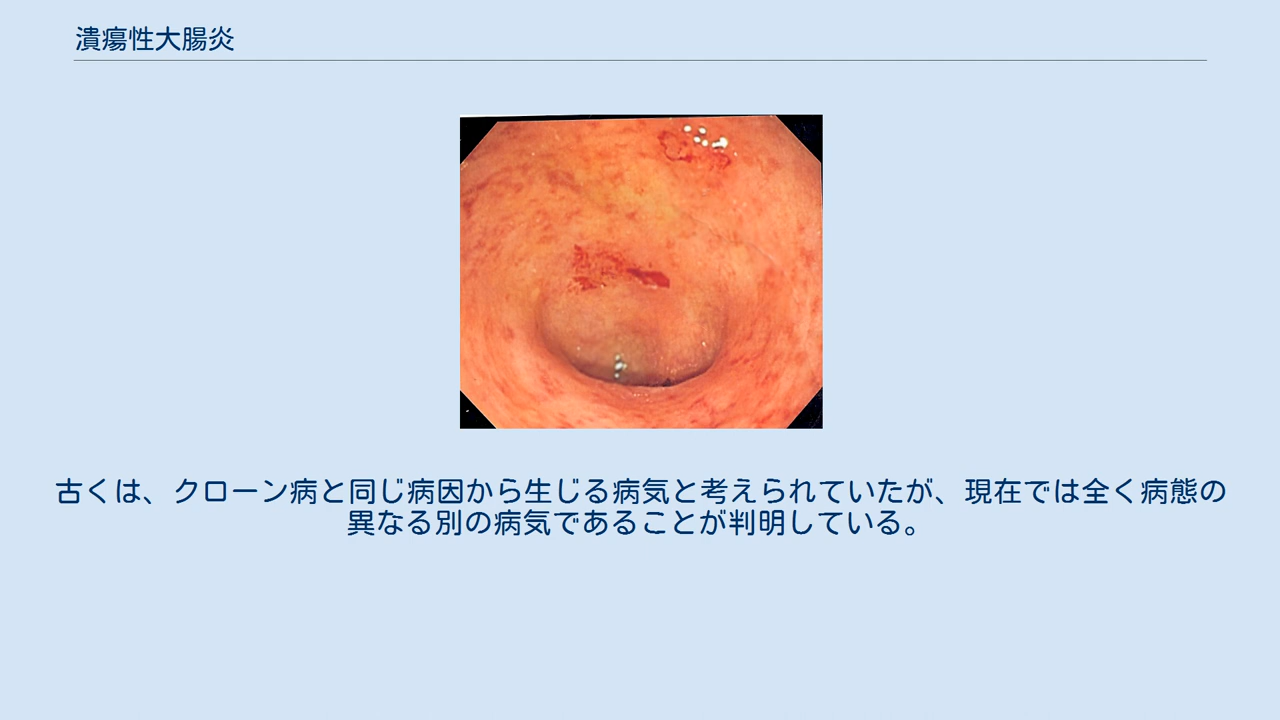 潰瘍性大腸炎
古くは、クローン病と同じ病因から生じる病気と考えられていたが、現在では全く病態の
異なる別の病気であることが判明している。